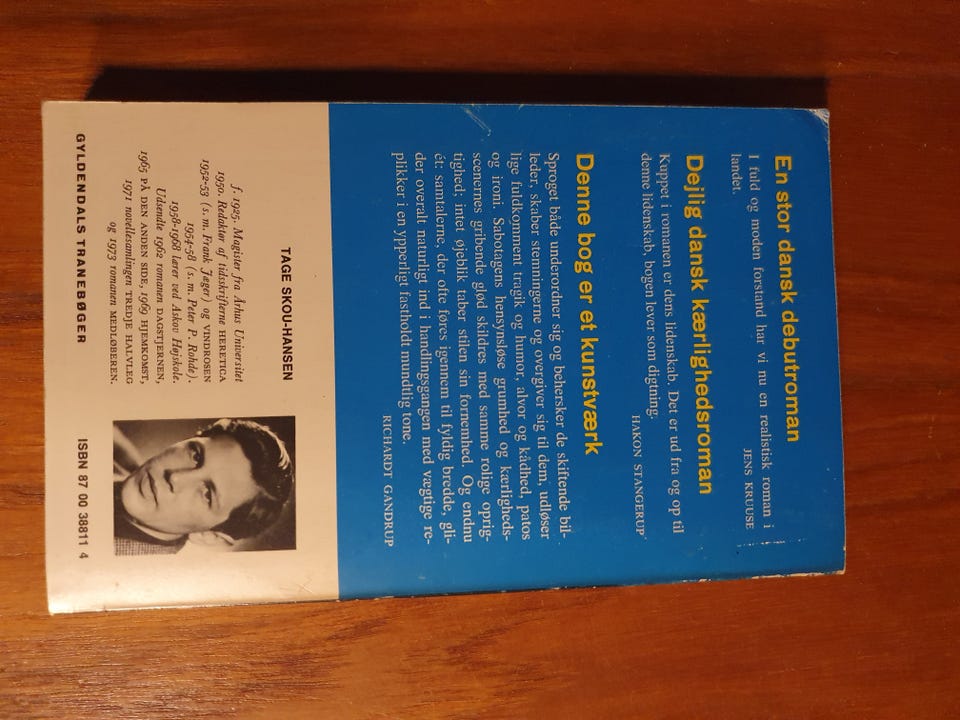 En stor dansk debutroman
I fuld og moden forstand har vi nu en realistisk roman i
landet.
JENS KRUUSE
Dejlig dansk kærlighedsroman
Kuppet i romanen er dens lidenskab. Det er ud fra og op til
denne lidenskab, bogen lever som digtning.
HAKON STANGERUP
Denne bog er et kunstværk
Sproget både underordner sig og behersker de skiftende bil-
leder, skaber stemningerne og overgiver sig til dem, udløser
lige fuldkomment tragik og humor, alvor og kådhed, patos
og ironi. Sabotagens hensynsløse grumhed og kærligheds-
scenernes gribende glød skildres med samme rolige oprig-
tighed; intet øjeblik taber stilen sin fornemhed. Og endnu
ét: samtalerne, der ofte føres igennem til fyldig bredde, gli-
der overalt naturligt ind i handlingsgangen med vægtige re-
plikker i en ypperligt fastholdt mundtlig tone.
RICHARDT GANDRUP
TAGE SKOU-HANSEN
f. 1925. Magister fra Århus Universitet
1950. Redaktør af tidsskrifterne HERETICA
1952-53 (s. m. Frank Jæger) og VINDROSEN
1954-58 (s. m. Peter P. Rohde).
1958-1968 lærer ved Askov Højskole.
Udsendte 1962 romanen DAGSTJERNEN,
1965 PÅ DEN ANDEN SIDE, 1969 HJEMKOMST,
1971 novellesamlingen TREDJE HALVLEG
og 1973 romanen MEDLØBEREN.
GYLDENDALS TRANEBØGER
ISBN 87 00 38811 4